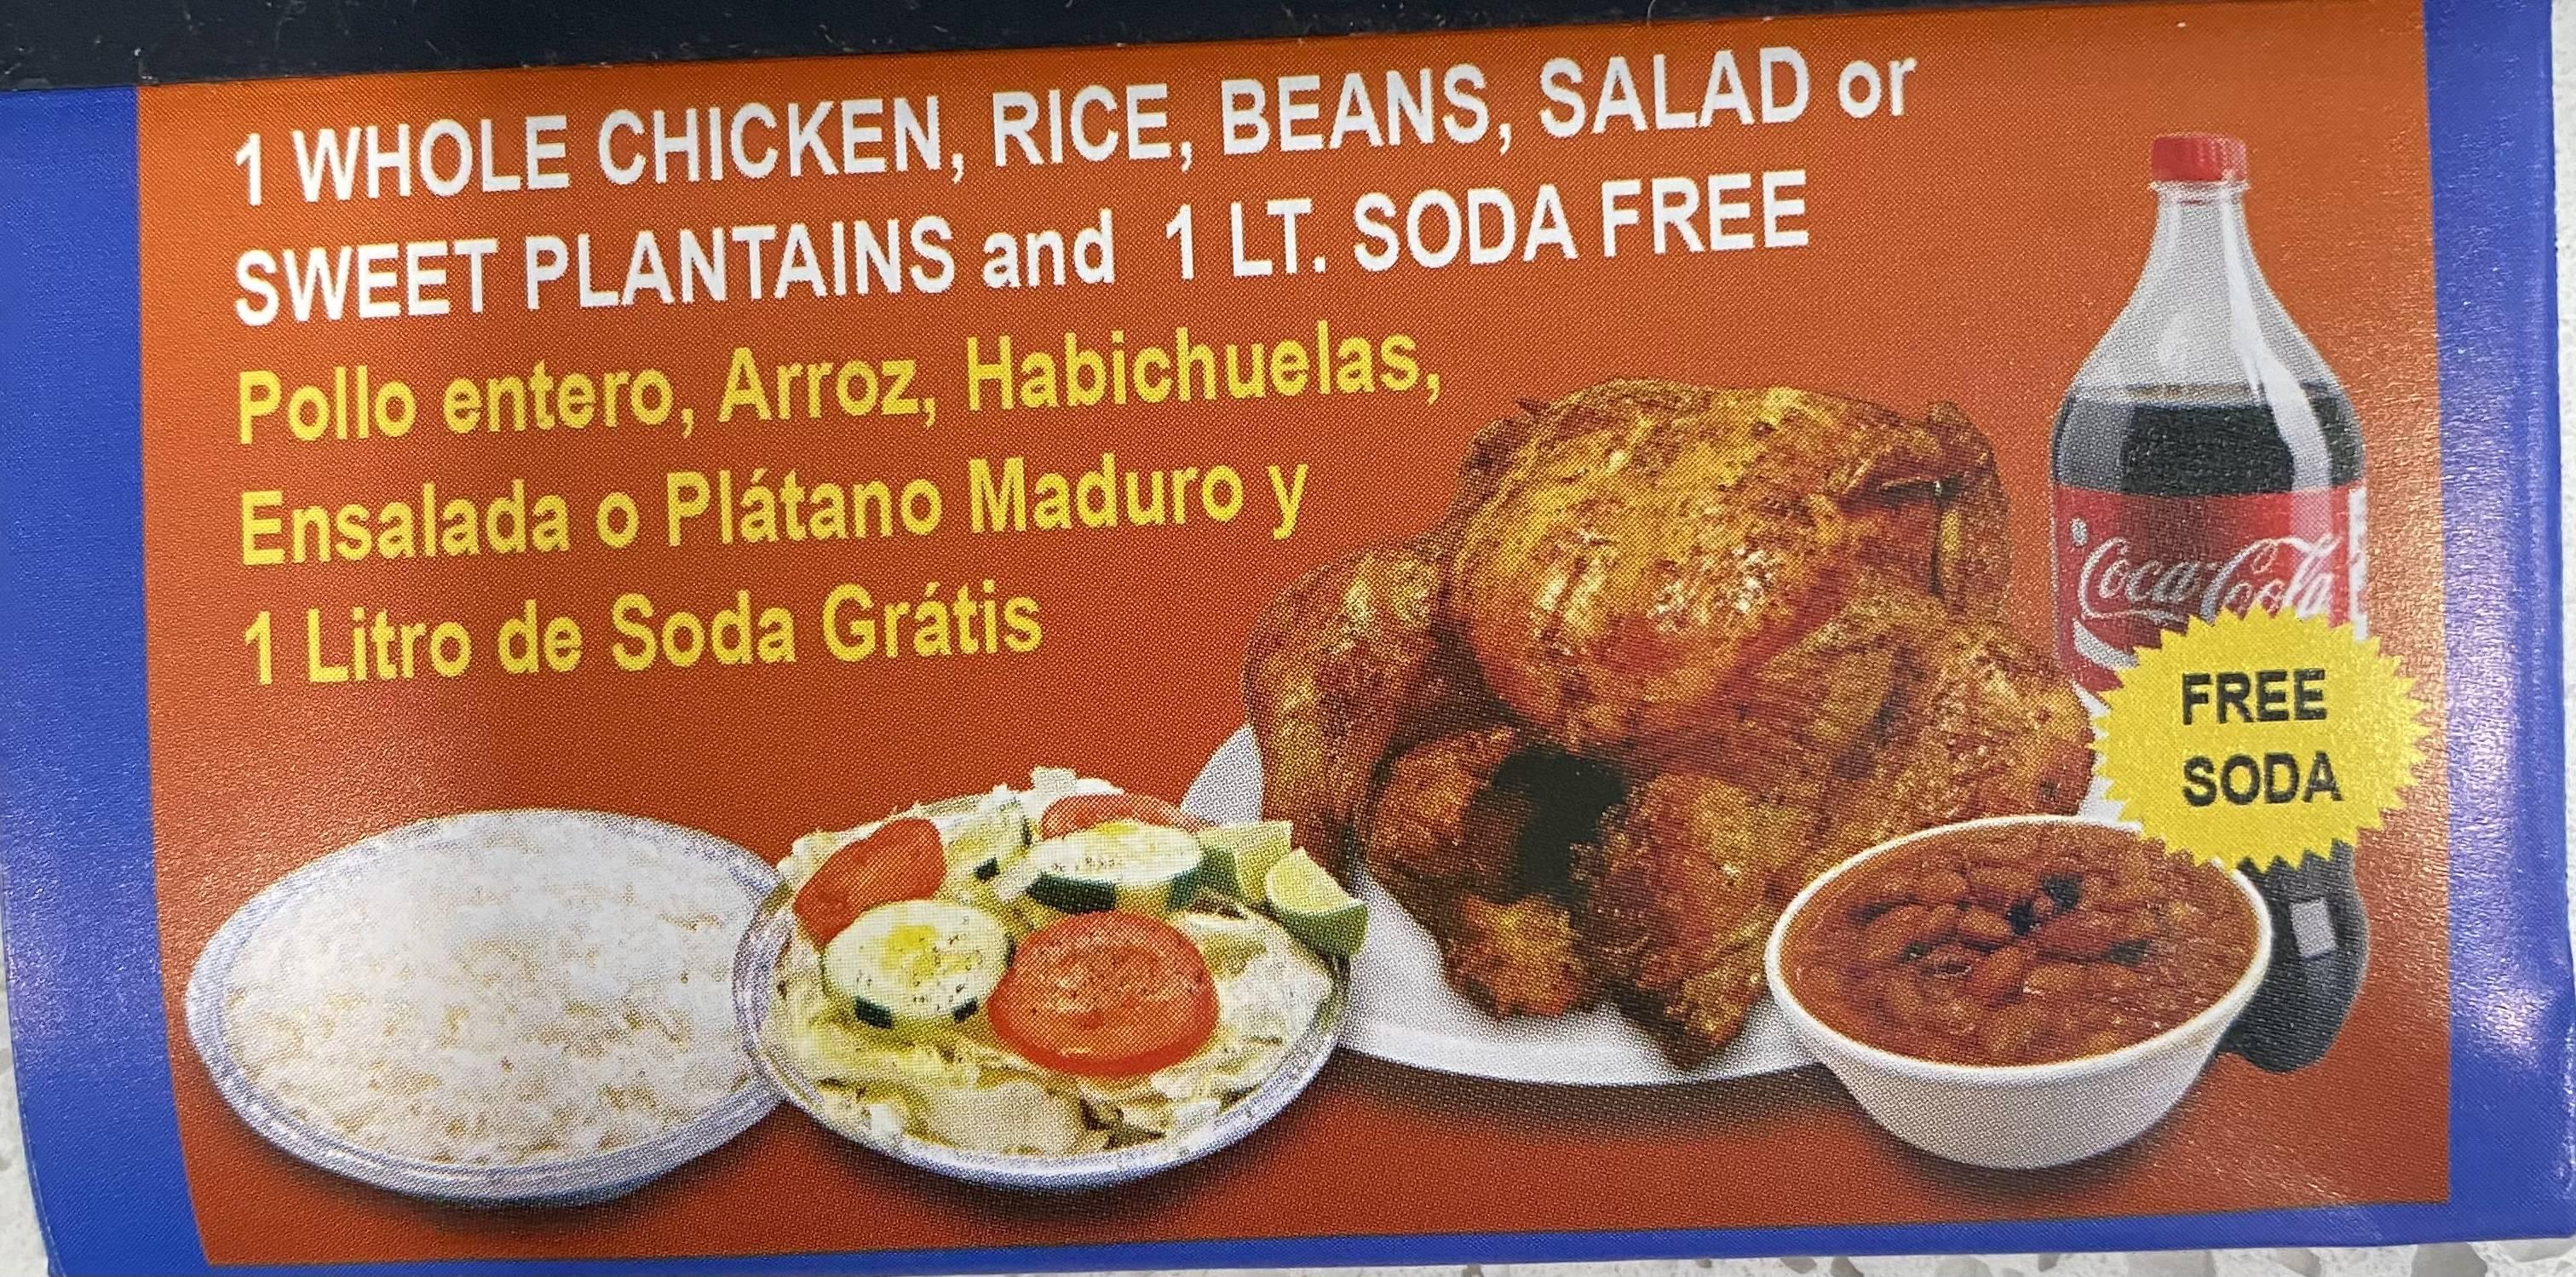 1 WHOLE CHICKEN, RICE, BEANS, SALAD or
SWEET PLANTAINS and 1 LT. SODA FREE
Pollo entero, Arroz, Habichuelas,
Ensalada o Plátano Maduro y
1 Litro de Soda Grátis
Coca-Cola
FREE
SODA